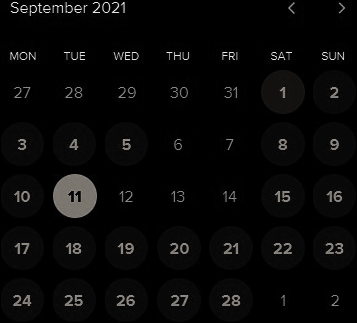 September 2021 < >
MON TUE WED THU FRI SAT SUN
27 28 29 30 31 1 2
3 4 5 6 7 8 9
10 11 12 13 14 15 16
17 18 19 20 21 22 23
24 25 26 27 28 1 2